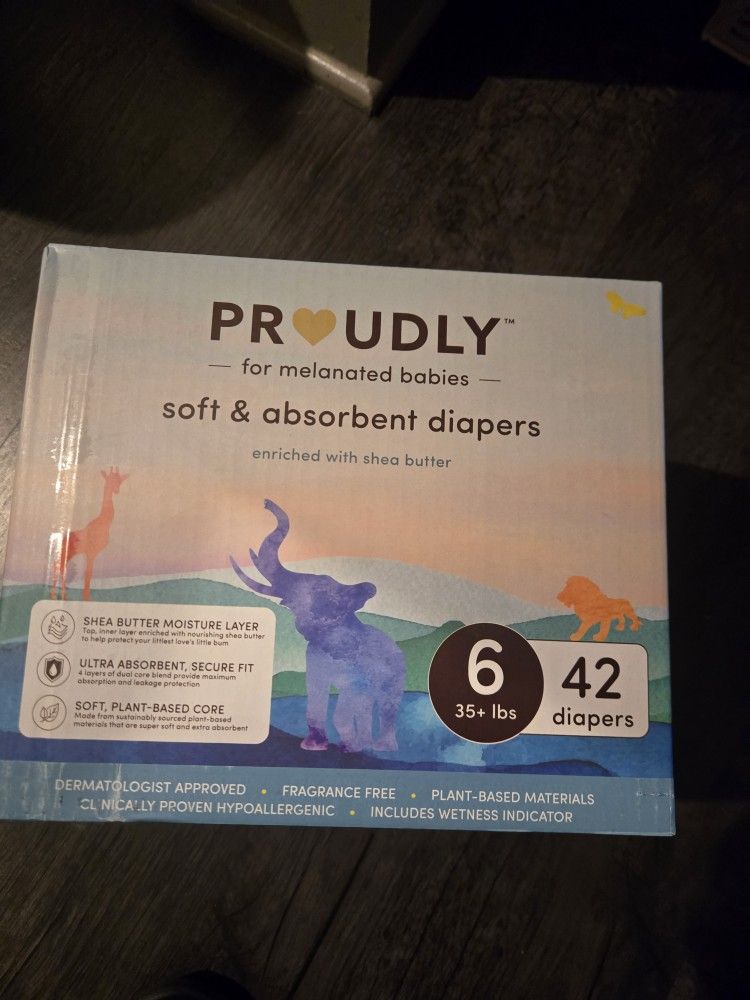 PROUDLY™
for melanated babies
soft & absorbent diapers
enriched with shea butter
SHEA BUTTER MOISTURE LAYER
Top, inner layer enriched with nourishing shea butter
to help protect your littlest love's little bum
ULTRA ABSORBENT, SECURE FIT
4 layers of dual core blend provide maximum
absorption and leakage protection
SOFT, PLANT-BASED CORE
Made from sustainably sourced plant-based
materials that are super soft and extra absorbent
6
35+ lbs
42
diapers
DERMATOLOGIST APPROVED • FRAGRANCE FREE • PLANT-BASED MATERIALS
CLINICALLY PROVEN HYPOALLERGENIC • INCLUDES WETNESS INDICATOR